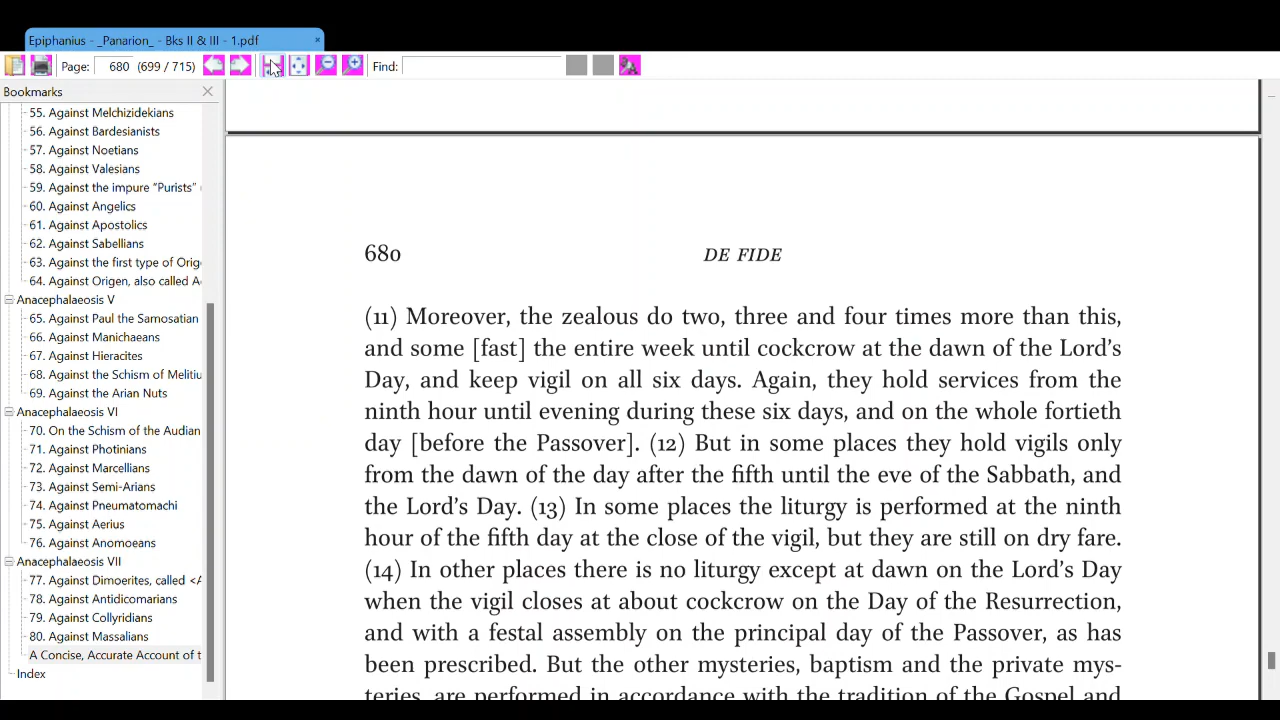 Epiphanius - _Panarion_ - Bks II & III - 1.pdf
Page: 680 (699 / 715) Find:
Bookmarks
55. Against Melchizidekians
56. Against Bardesianists
57. Against Noetians
58. Against Valesians
59. Against the impure “Purists”
60. Against Angelics
61. Against Apostolics
62. Against Sabellians
63. Against the first type of Orig
64. Against Origen, also called A
Anacephalaeosis V
65. Against Paul the Samosatian
66. Against Manichaeans
67. Against Hieracites
68. Against the Schism of Melitiu
69. Against the Arian Nuts
Anacephalaeosis VI
70. On the Schism of the Audian
71. Against Photinians
72. Against Marcellians
73. Against Semi-Arians
74. Against Pneumatomachi
75. Against Aerius
76. Against Anomoeans
Anacephalaeosis VII
77. Against Dimoerites, called <A
78. Against Antidicomarians
79. Against Collyridians
80. Against Massalians
A Concise, Accurate Account of t
Index
680 DE FIDE
(11) Moreover, the zealous do two, three and four times more than this,
and some [fast] the entire week until cockcrow at the dawn of the Lord’s
Day, and keep vigil on all six days. Again, they hold services from the
ninth hour until evening during these six days, and on the whole fortieth
day [before the Passover]. (12) But in some places they hold vigils only
from the dawn of the day after the fifth until the eve of the Sabbath, and
the Lord’s Day. (13) In some places the liturgy is performed at the ninth
hour of the fifth day at the close of the vigil, but they are still on dry fare.
(14) In other places there is no liturgy except at dawn on the Lord’s Day
when the vigil closes at about cockcrow on the Day of the Resurrection,
and with a festal assembly on the principal day of the Passover, as has
been prescribed. But the other mysteries, baptism and the private mys-
teries, are performed in accordance with the tradition of the Gospel and